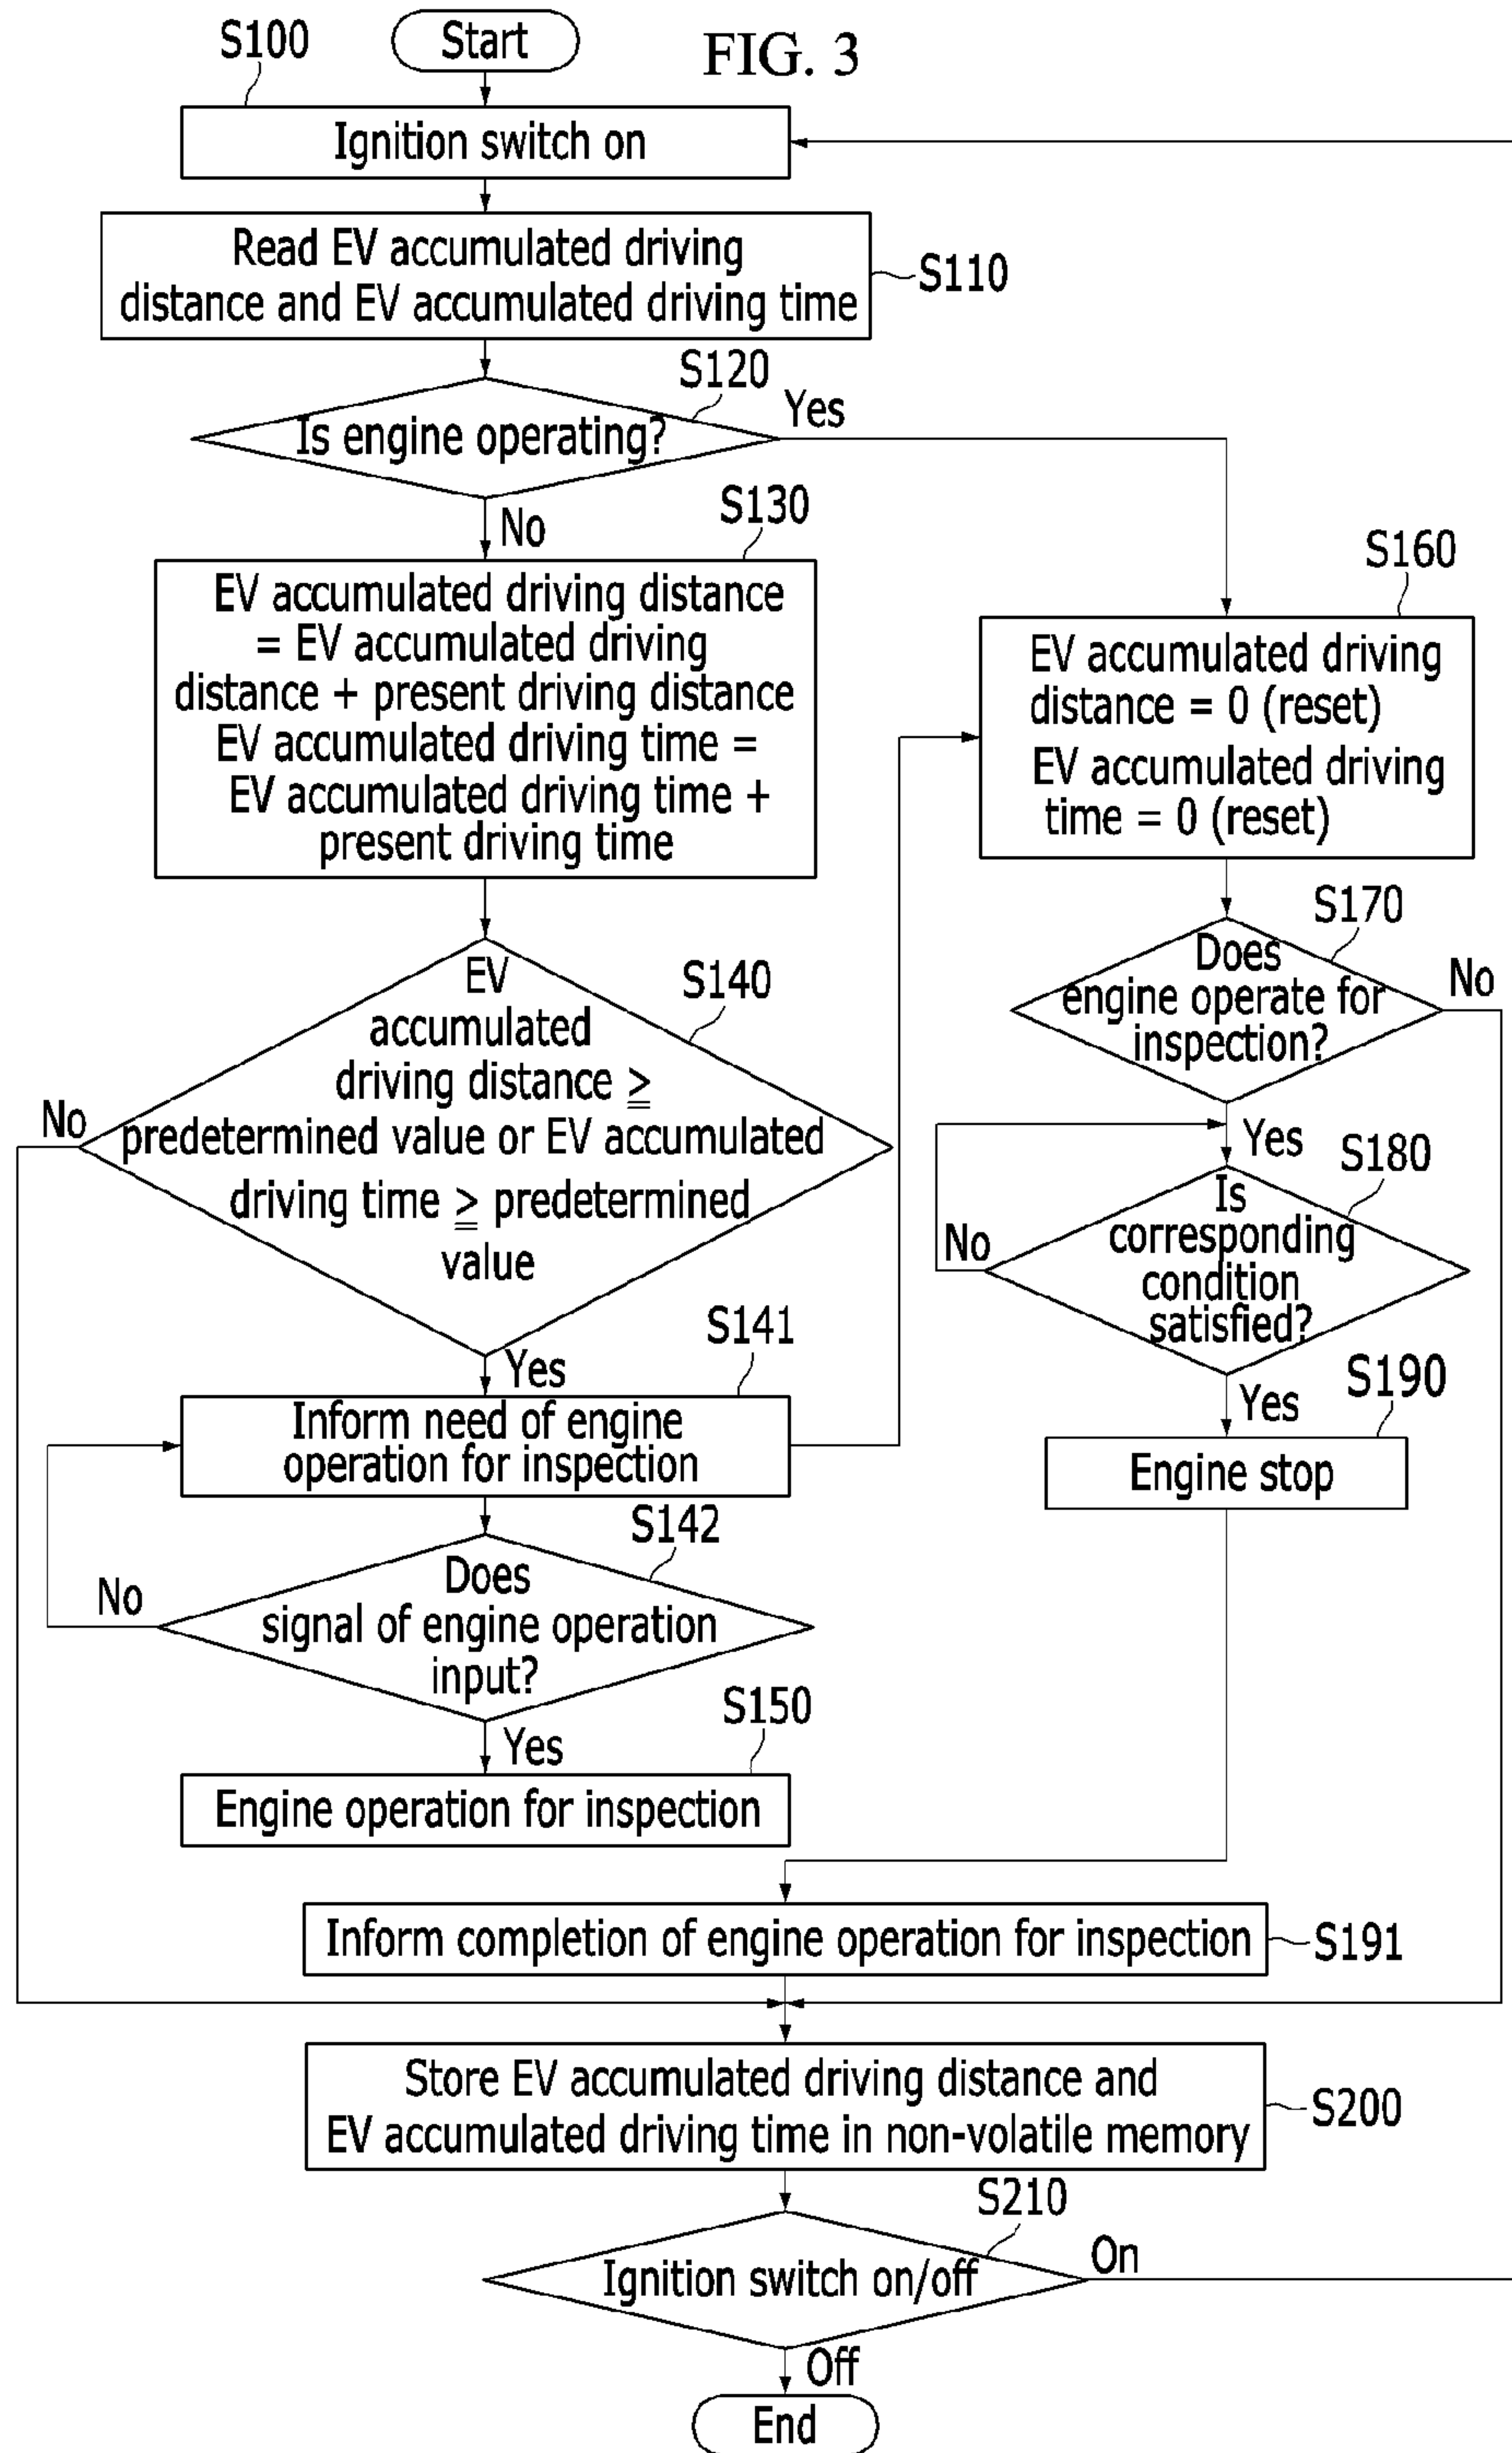 FIG. 3
Start
S100
Ignition switch on
Read EV accumulated driving
distance and EV accumulated driving time
S110
S120
Is engine operating?
Yes
No
S130
EV accumulated driving distance
= EV accumulated driving
distance + present driving distance
EV accumulated driving time =
EV accumulated driving time +
present driving time
S160
EV accumulated driving
distance = 0 (reset)
EV accumulated driving
time = 0 (reset)
S140
EV
accumulated
driving distance ≧
predetermined value or EV accumulated
driving time ≧ predetermined
value
No
Yes
S170
Does
engine operate for
inspection?
No
Yes
S180
Is
corresponding
condition
satisfied?
No
Yes
S141
Inform need of engine
operation for inspection
S190
Engine stop
S142
Does
signal of engine operation
input?
No
Yes
S150
Engine operation for inspection
Inform completion of engine operation for inspection
S191
Store EV accumulated driving distance and
EV accumulated driving time in non-volatile memory
S200
S210
Ignition switch on/off
On
Off
End